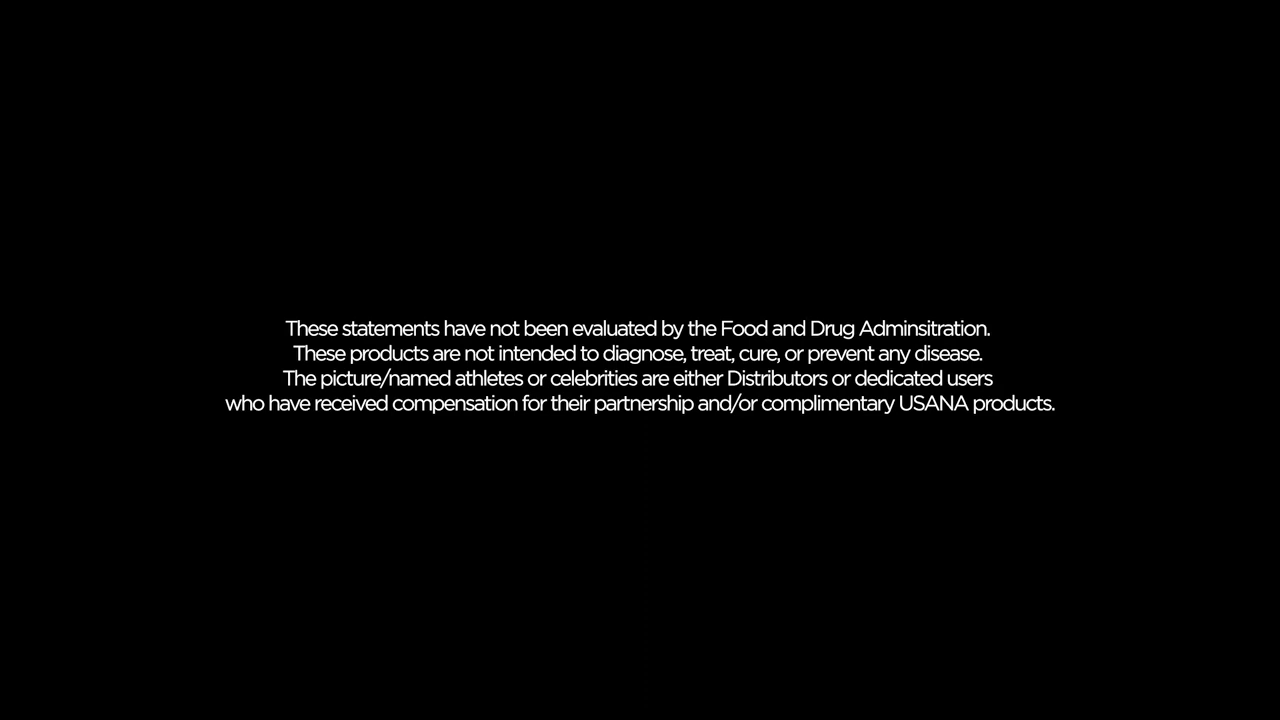 These statements have not been evaluated by the Food and Drug Adminsitration.
These products are not intended to diagnose, treat, cure, or prevent any disease.
The picture/named athletes or celebrities are either Distributors or dedicated users
who have received compensation for their partnership and/or complimentary USANA products.